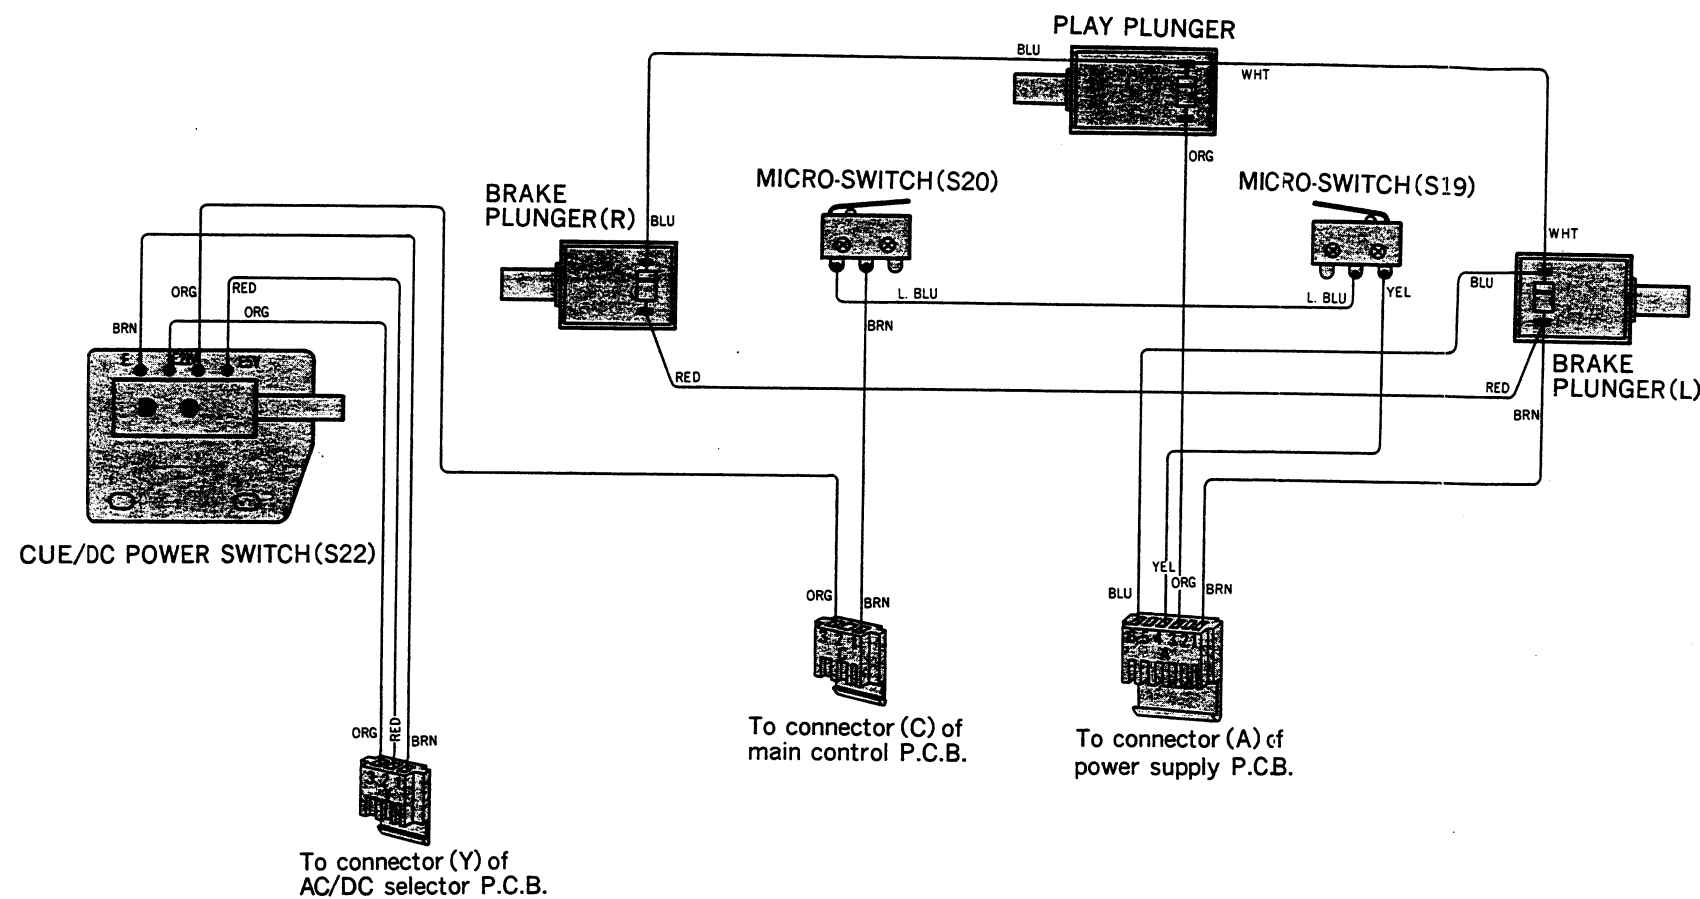 PLAY PLUNGER
BLU
WHT
ORG
MICRO-SWITCH(S20)
MICRO-SWITCH(S19)
BRAKE
PLUNGER(R)
BLU
WHT
BLU
L. BLU
L. BLU
YEL
BRN
ORG
RED
ORG
BRN
E
RED
RED
BRN
BRAKE
PLUNGER(L)
CUE/DC POWER SWITCH(S22)
ORG
BRN
BLU
YEL
ORG
BRN
To connector (C) of
main control P.C.B.
To connector (A) of
power supply P.C.B.
ORG
RED
BRN
To connector (Y) of
AC/DC selector P.C.B.